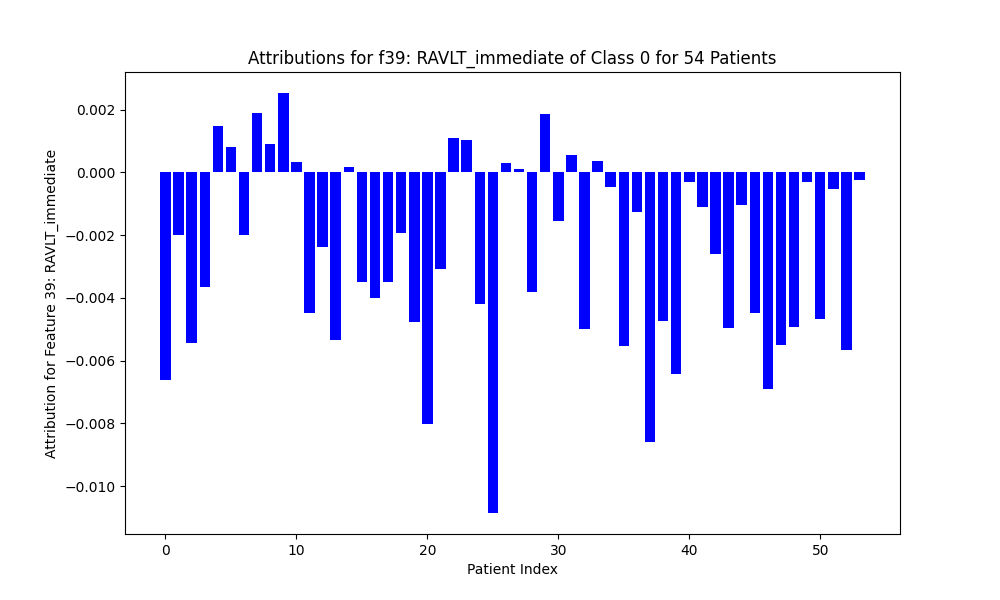 Attributions for f39: RAVLT_immediate of Class 0 for 54 Patients
Attribution for Feature 39: RAVLT_immediate
0.002
0.000
−0.002
−0.004
−0.006
−0.008
−0.010
0 10 20 30 40 50
Patient Index